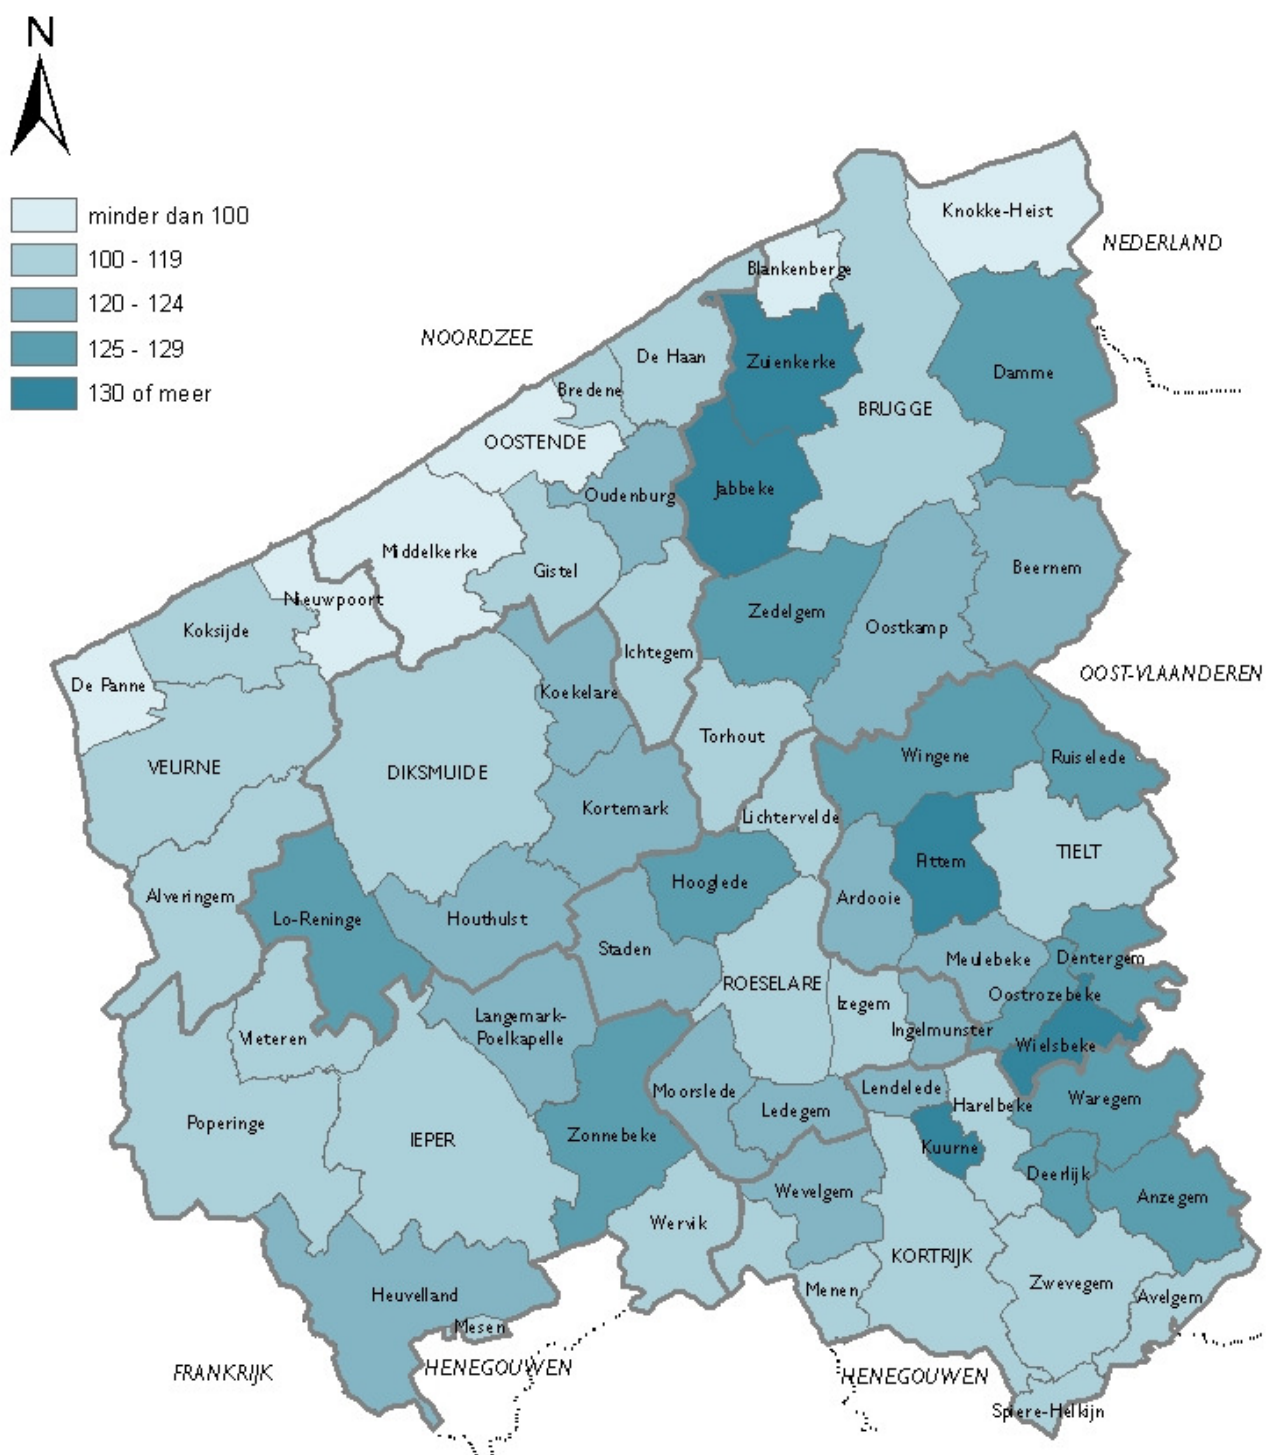 N
minder dan 100
100 - 119
120 - 124
125 - 129
130 of meer
Knokke-Heist
NEDERLAND
Blankenberge
NOORDZEE
De Haan
Zuienkerke
Damme
Bredene
BRUGGE
OOSTENDE
Oudenburg
Jabbeke
Middelkerke
Gistel
Beernem
Nieuwpoort
Zedelgem
Koksijde
Oostkamp
Ichtegem
De Panne
Koekelare
OOST-VLAANDEREN
Torhout
VEURNE
DIKSMUIDE
Wingene
Ruiselede
Kortemark
Lichtervelde
TIELT
Pittem
Hooglede
Alveringem
Ardooie
Lo-Reninge
Houthulst
Staden
Meulebeke
Dentergem
ROESELARE
Oostrozebeke
Izegem
Langemark-
Poelkapelle
Ingelmunster
Vleteren
Wielsbeke
Moorslede
Lendelede
Waregem
Ledegem
Harelbeke
Poperinge
IEPER
Zonnebeke
Kuurne
Deerlijk
Wevelgem
Anzegem
Wervik
KORTRIJK
Zwevegem
Heuvelland
Menen
Avelgem
Mesen
FRANKRIJK
HENEGOUWEN
HENEGOUWEN
Spiere-Helkijn